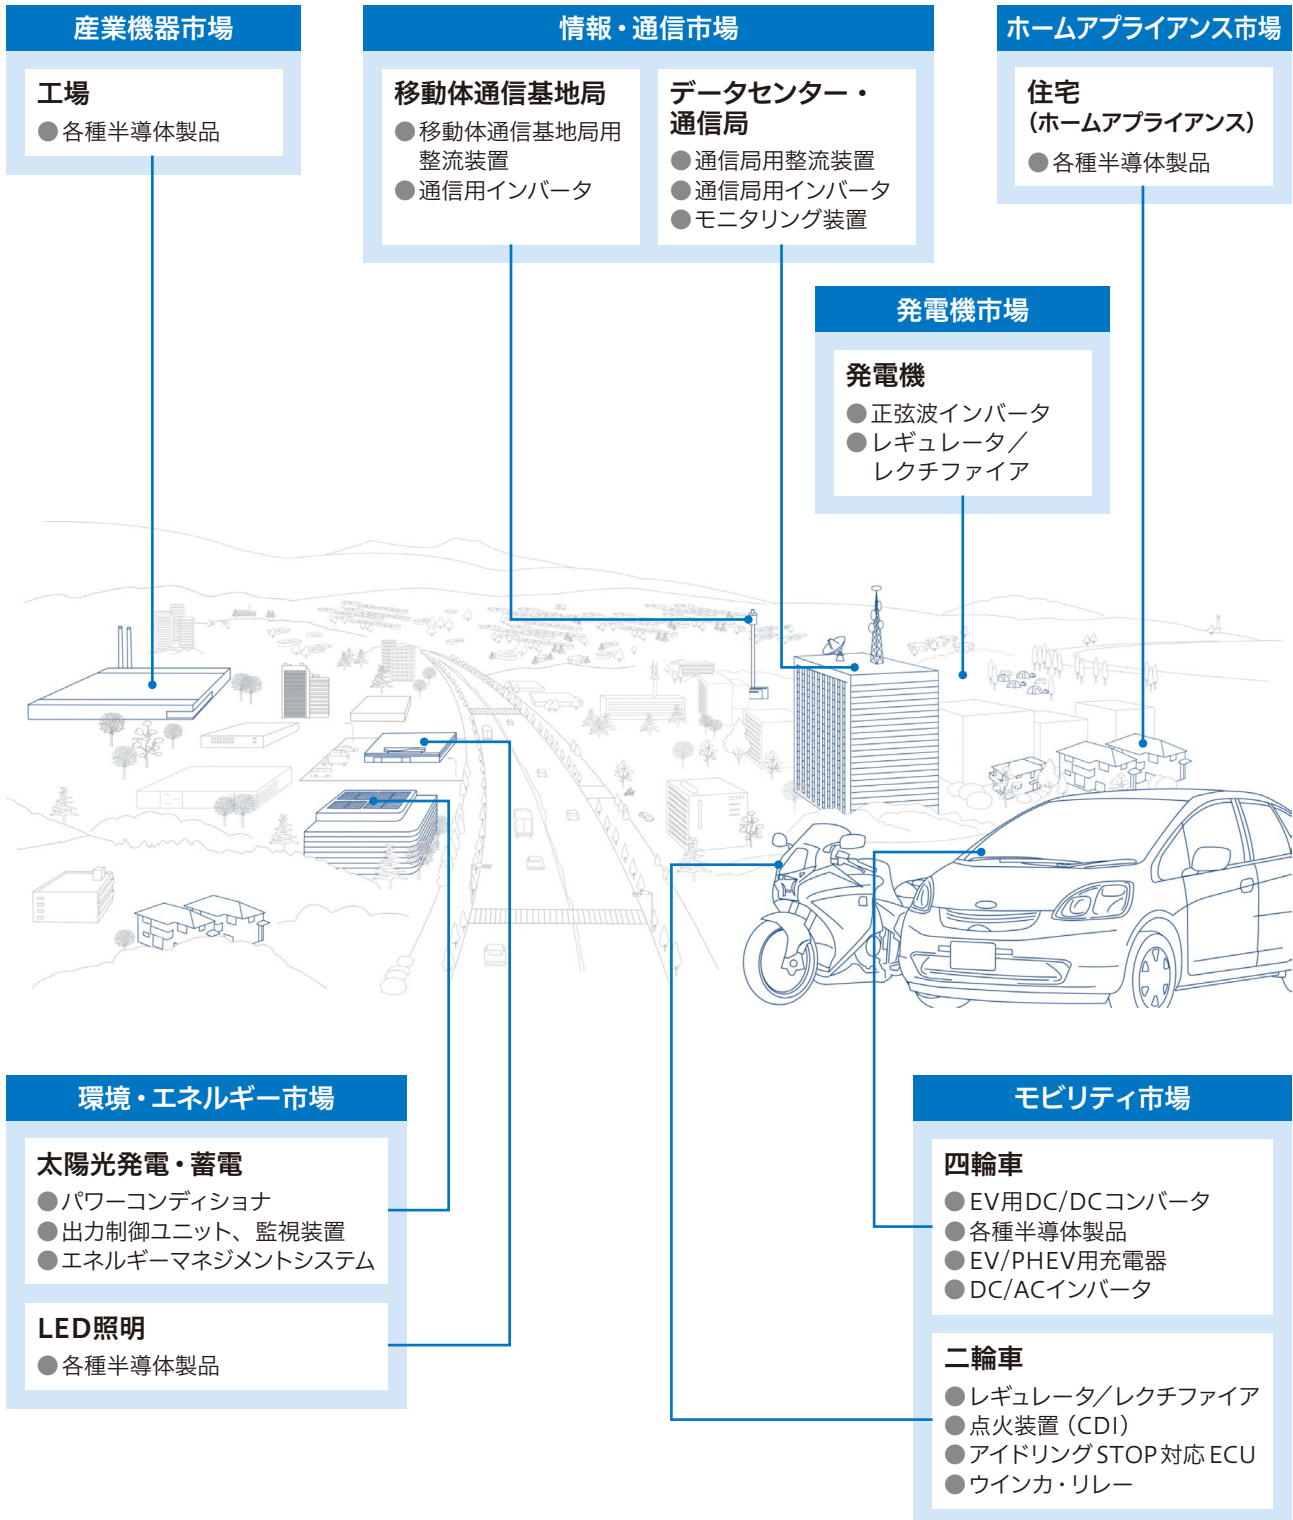 産業機器市場
工場
●各種半導体製品
情報・通信市場
移動体通信基地局
●移動体通信基地局用
整流装置
●通信用インバータ
データセンター・
通信局
●通信局用整流装置
●通信局用インバータ
●モニタリング装置
ホームアプライアンス市場
住宅
（ホームアプライアンス）
●各種半導体製品
発電機市場
発電機
●正弦波インバータ
●レギュレータ／
レクチファイア
環境・エネルギー市場
太陽光発電・蓄電
●パワーコンディショナ
●出力制御ユニット、監視装置
●エネルギーマネジメントシステム
LED照明
●各種半導体製品
モビリティ市場
四輪車
●EV用DC/DCコンバータ
●各種半導体製品
●EV/PHEV用充電器
●DC/ACインバータ
二輪車
●レギュレータ／レクチファイア
●点火装置（CDI）
●アイドリングSTOP対応ECU
●ウインカ・リレー